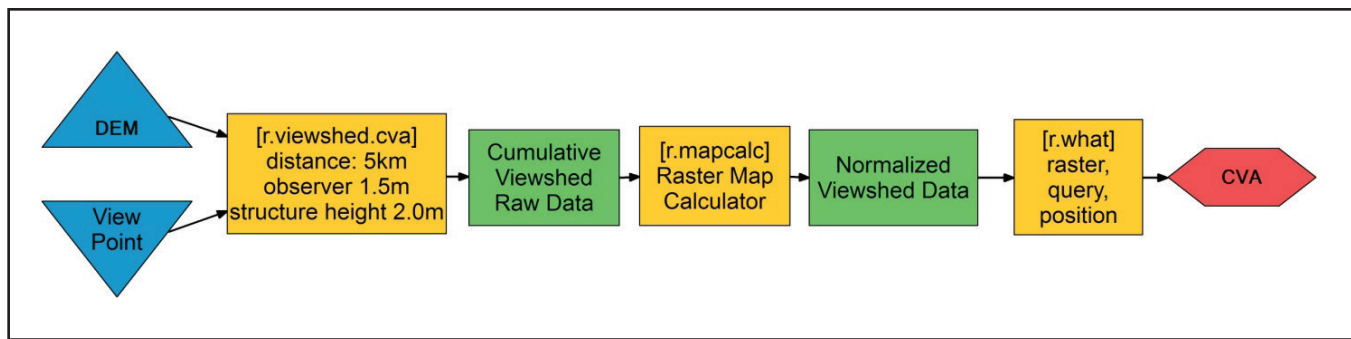 DEM
View
Point
[r.viewshed.cva]
distance: 5km
observer 1.5m
structure height 2.0m
Cumulative
Viewshed
Raw Data
[r.mapcalc]
Raster Map
Calculator
Normalized
Viewshed Data
[r.what]
raster,
query,
position
CVA